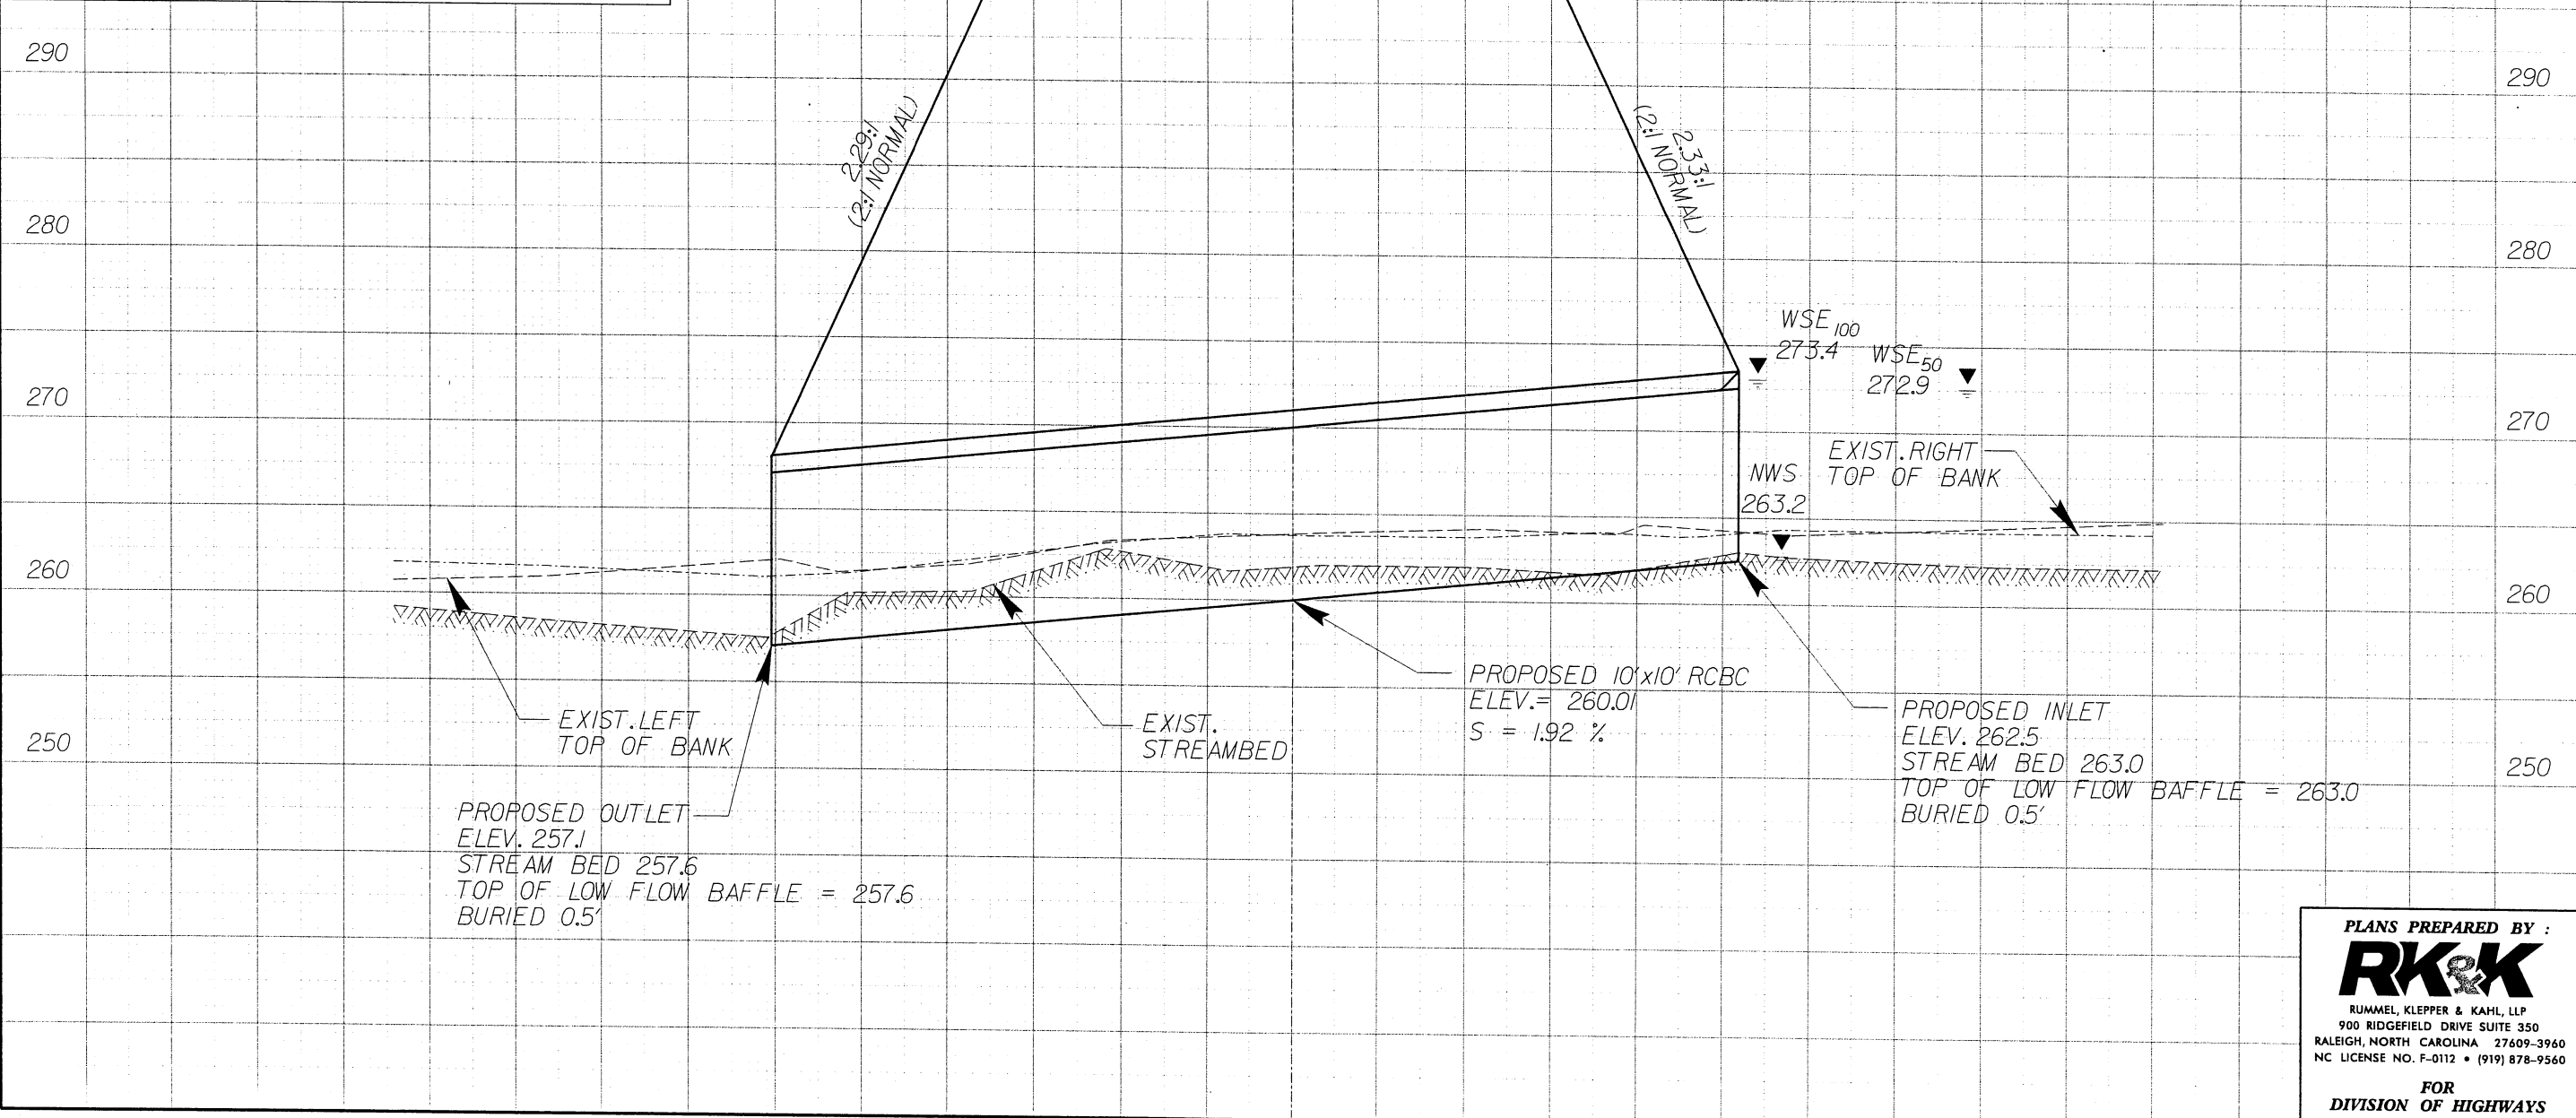 290
290
2.29:1
(2:1 NORMAL)
2.33:1
(2:1 NORMAL)
280
280
WSE100
273.4
WSE50
272.9
270
270
EXIST. RIGHT
TOP OF BANK
NWS
263.2
260
260
PROPOSED 10'x10' RCBC
ELEV.= 260.01
S = 1.92 %
EXIST. LEFT
TOP OF BANK
EXIST.
STREAMBED
PROPOSED INLET
ELEV. 262.5
STREAM BED 263.0
TOP OF LOW FLOW BAFFLE = 263.0
BURIED 0.5'
250
250
PROPOSED OUTLET
ELEV. 257.1
STREAM BED 257.6
TOP OF LOW FLOW BAFFLE = 257.6
BURIED 0.5'
PLANS PREPARED BY :
RK&K
RUMMEL, KLEPPER & KAHL, LLP
900 RIDGEFIELD DRIVE SUITE 350
RALEIGH, NORTH CAROLINA 27609-3960
NC LICENSE NO. F-0112 • (919) 878-9560
FOR
DIVISION OF HIGHWAYS